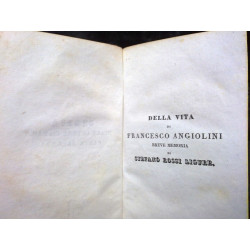 DELLA VITA
DI
FRANCESCO ANGIOLINI
BREVE MEMORIA
DI
STEFANO ROSSI LIGURE.